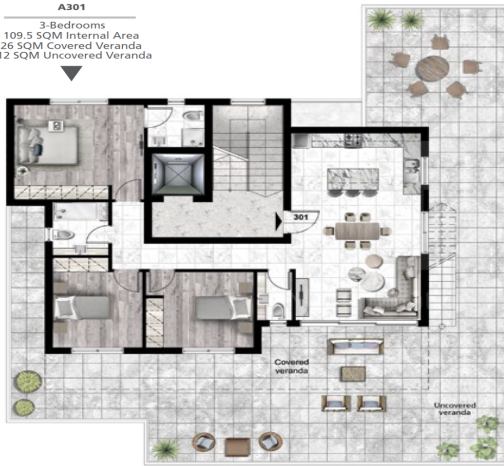 A301
3-Bedrooms
109.5 SQM Internal Area
26 SQM Covered Veranda
12 SQM Uncovered Veranda
301
Covered
veranda
Uncovered
veranda